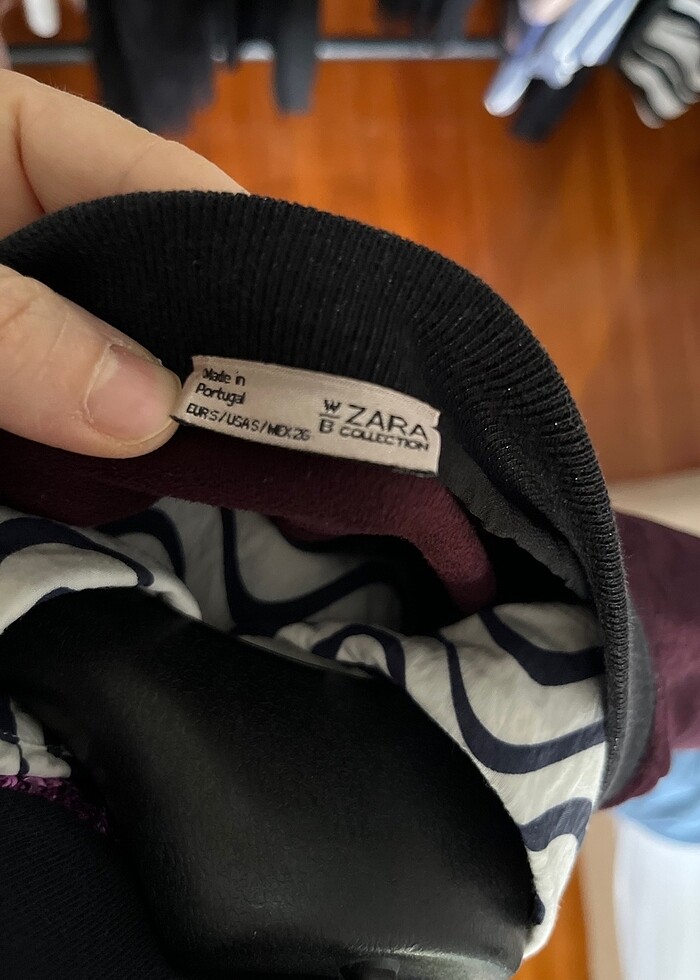 Made in
Portugal
EUR S/USA S/MEX 26
W ZARA
B COLLECTION